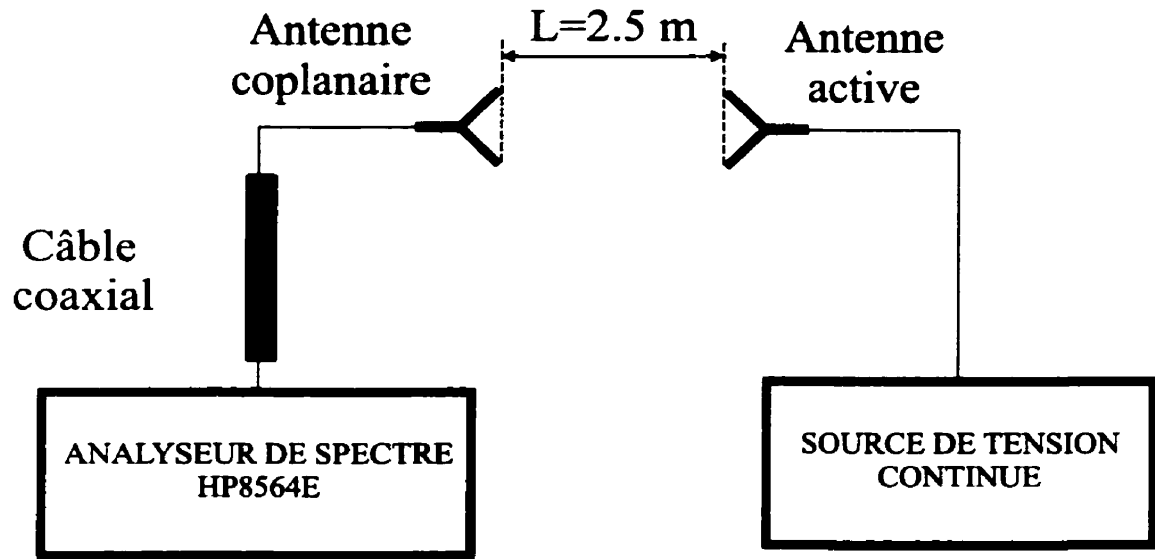 Antenne
coplanaire
L=2.5 m
Antenne
active
Câble
coaxial
ANALYSEUR DE SPECTRE
HP8564E
SOURCE DE TENSION
CONTINUE